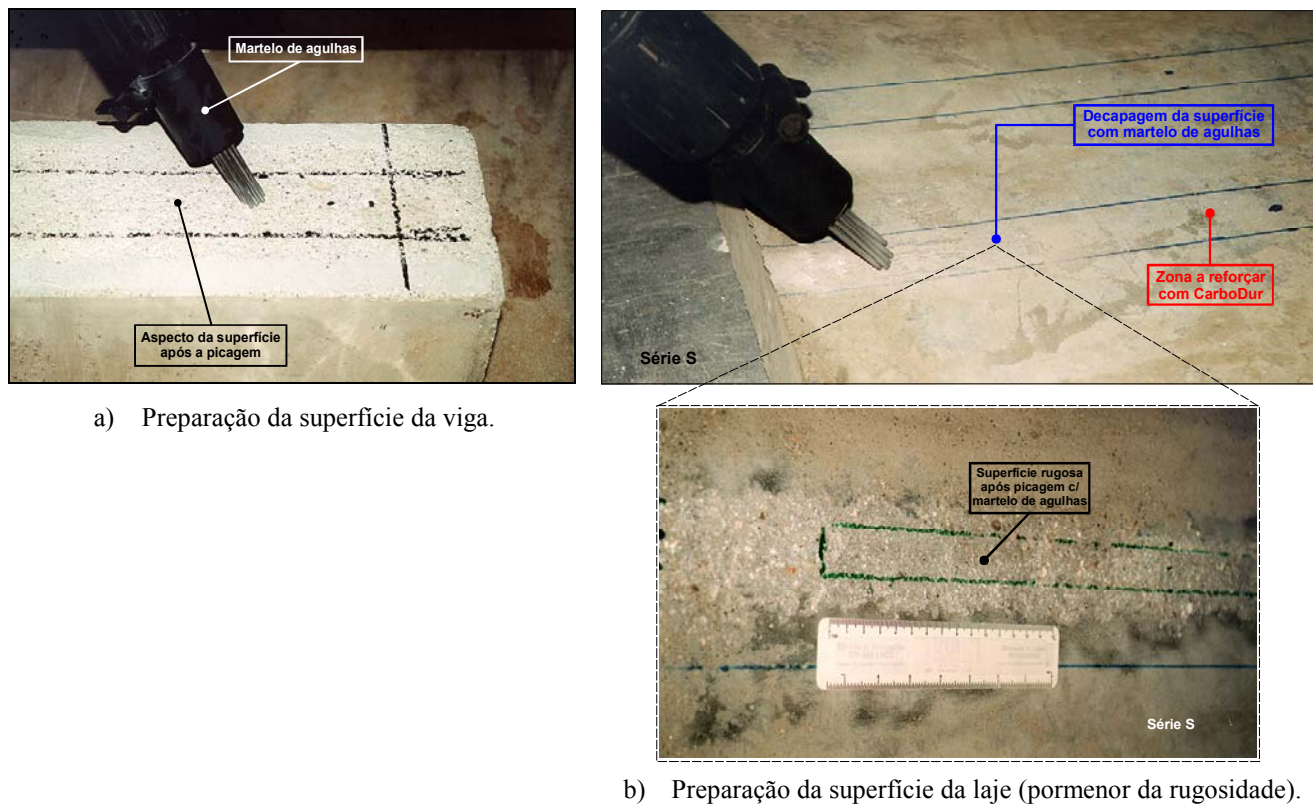 Martelo de agulhas
Aspecto da superfície
após a picagem
a) Preparação da superfície da viga.
Decapagem da superfície
com martelo de agulhas
Zona a reforçar
com CarboDur
Série S
Superfície rugosa
após picagem c/
martelo de agulhas
Série S
b) Preparação da superfície da laje (pormenor da rugosidade).